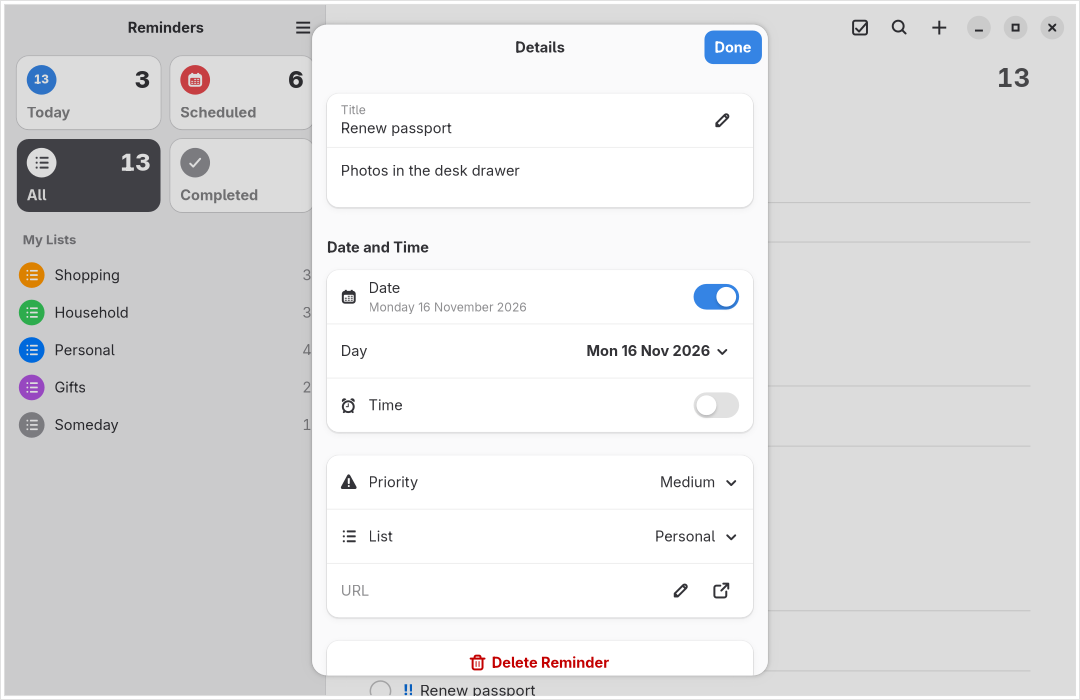 Reminders
13
3
Today
6
Scheduled
13
All
Completed
My Lists
Shopping
3
Household
3
Personal
4
Gifts
2
Someday
1
13
Details
Done
Title
Renew passport
Photos in the desk drawer
Date and Time
Date
Monday 16 November 2026
Day
Mon 16 Nov 2026
Time
Priority
Medium
List
Personal
URL
Delete Reminder
!! Renew passport